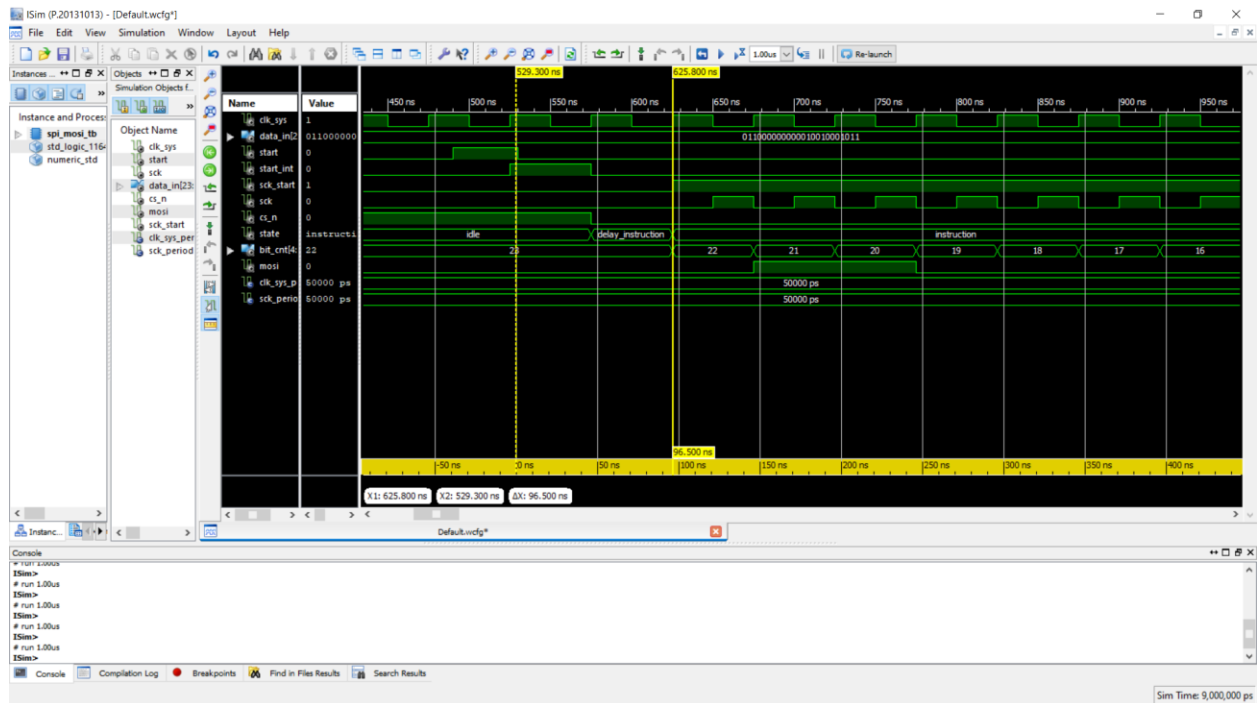 ISim (P.20131013) - [Default.wcfg*]
File Edit View Simulation Window Layout Help
1.00us Re-launch
Instances ...
Instance and Proces
spi_mosi_tb
std_logic_116
numeric_std
Instanc...
Objects
Simulation Objects f...
Object Name
clk_sys
start
sck
data_in[23:
cs_n
mosi
sck_start
clk_sys_per
sck_period
529.300 ns 625.800 ns
Name Value 450 ns 500 ns 550 ns 600 ns 650 ns 700 ns 750 ns 800 ns 850 ns 900 ns 950 ns
clk_sys 1
data_in[2 011000000 011000000000010010001011
start 0
start_int 0
sck_start 1
sck 0
cs_n 0
state instructi idle delay_instruction instruction
bit_cnt[4: 22 23 22 21 20 19 18 17 16
mosi 0
clk_sys_p 50000 ps 50000 ps
sck_perio 50000 ps 50000 ps
96.500 ns
-50 ns 0 ns 50 ns 100 ns 150 ns 200 ns 250 ns 300 ns 350 ns 400 ns
X1: 625.800 ns X2: 529.300 ns ΔX: 96.500 ns
Default.wcfg*
Console
# run 1.00us
ISim>
# run 1.00us
ISim>
# run 1.00us
ISim>
# run 1.00us
ISim>
# run 1.00us
ISim>
Console Compilation Log Breakpoints Find in Files Results Search Results
Sim Time: 9,000,000 ps